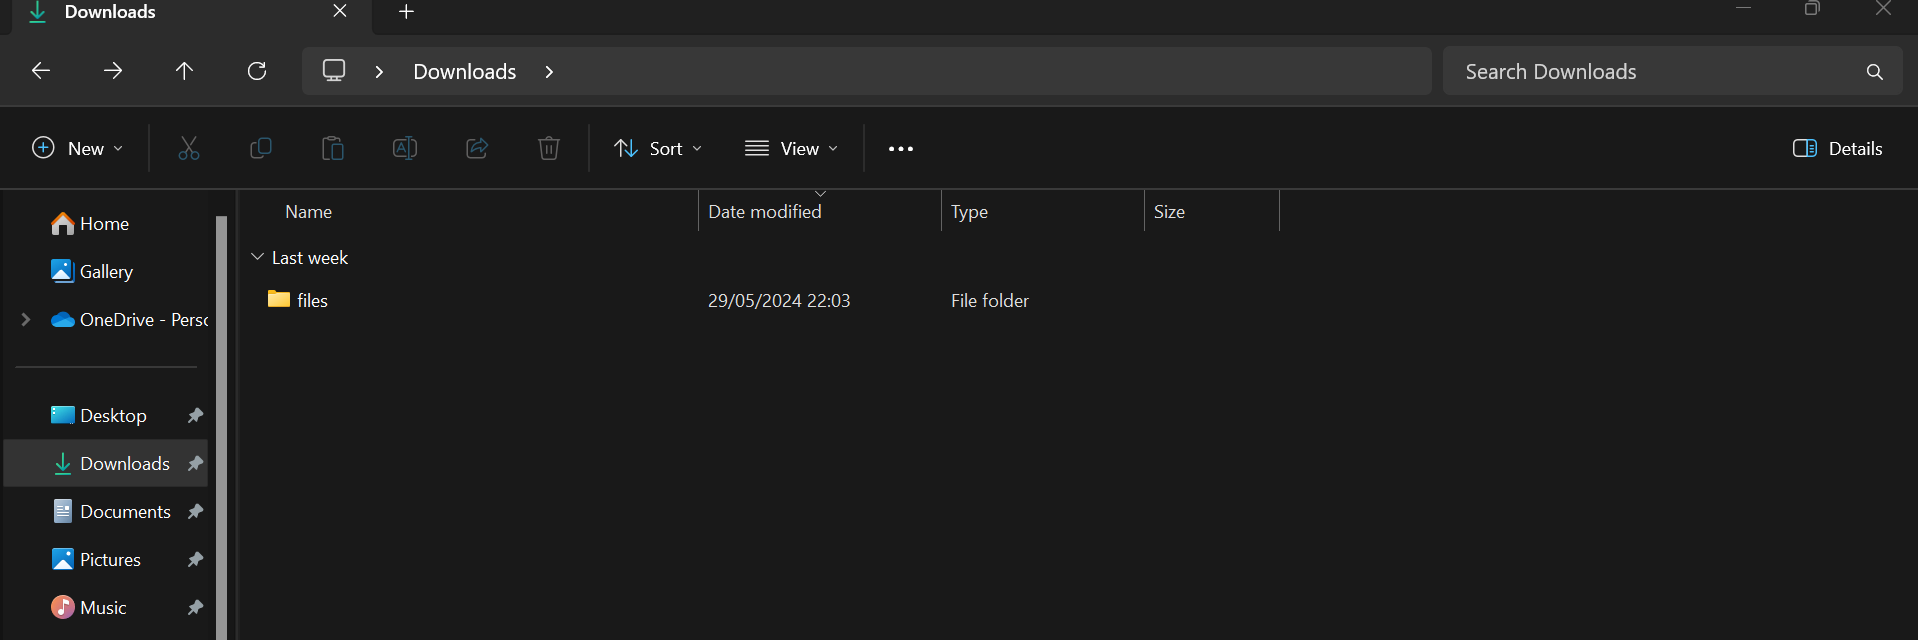 Downloads
Downloads
Search Downloads
New
Sort
View
Details
Name Date modified Type Size
Home
Gallery
OneDrive - Perso
Desktop
Downloads
Documents
Pictures
Music
Last week
files 29/05/2024 22:03 File folder